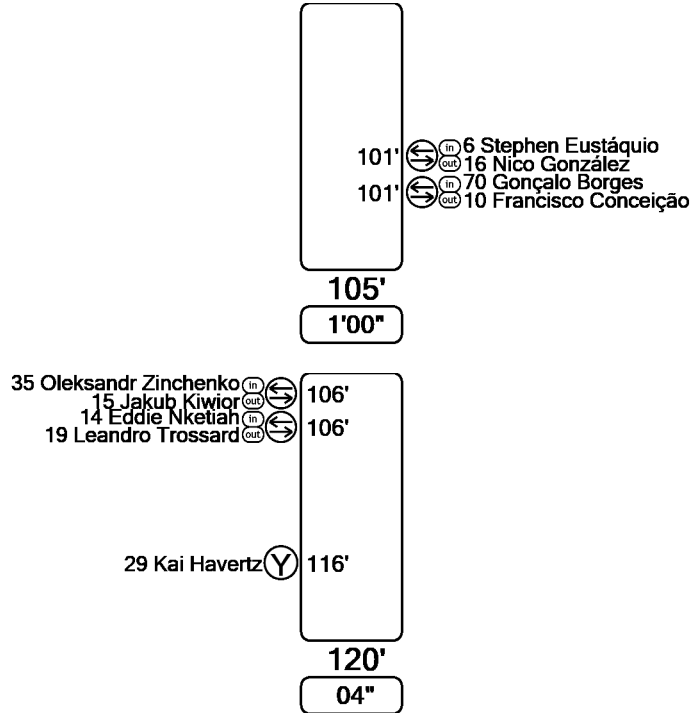 101' in 6 Stephen Eustáquio
out 16 Nico González
101' in 70 Gonçalo Borges
out 10 Francisco Conceição
105'
1'00"
35 Oleksandr Zinchenko in 106'
15 Jakub Kiwior out
14 Eddie Nketiah in 106'
19 Leandro Trossard out
29 Kai Havertz Y 116'
120'
04"